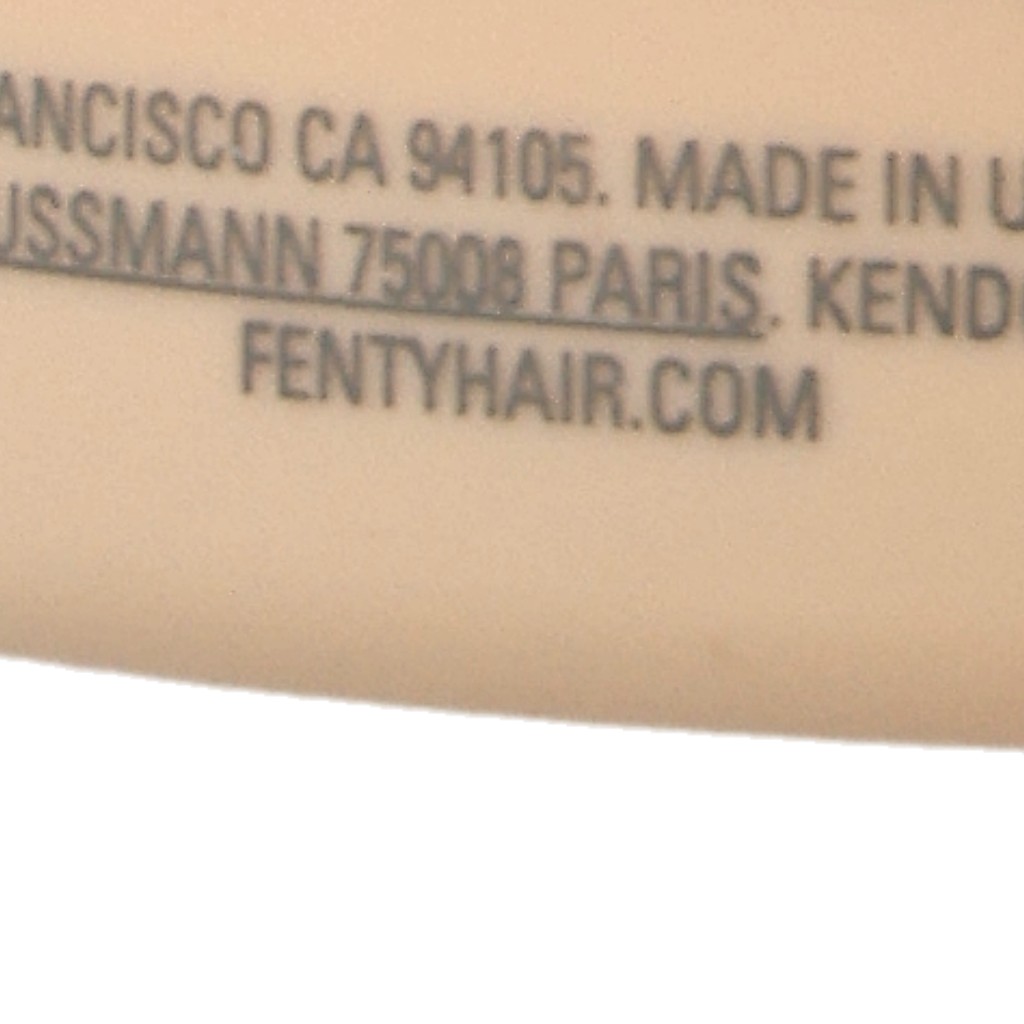 ANCISCO CA 94105. MADE IN U
USSMANN 75008 PARIS. KEND
FENTYHAIR.COM